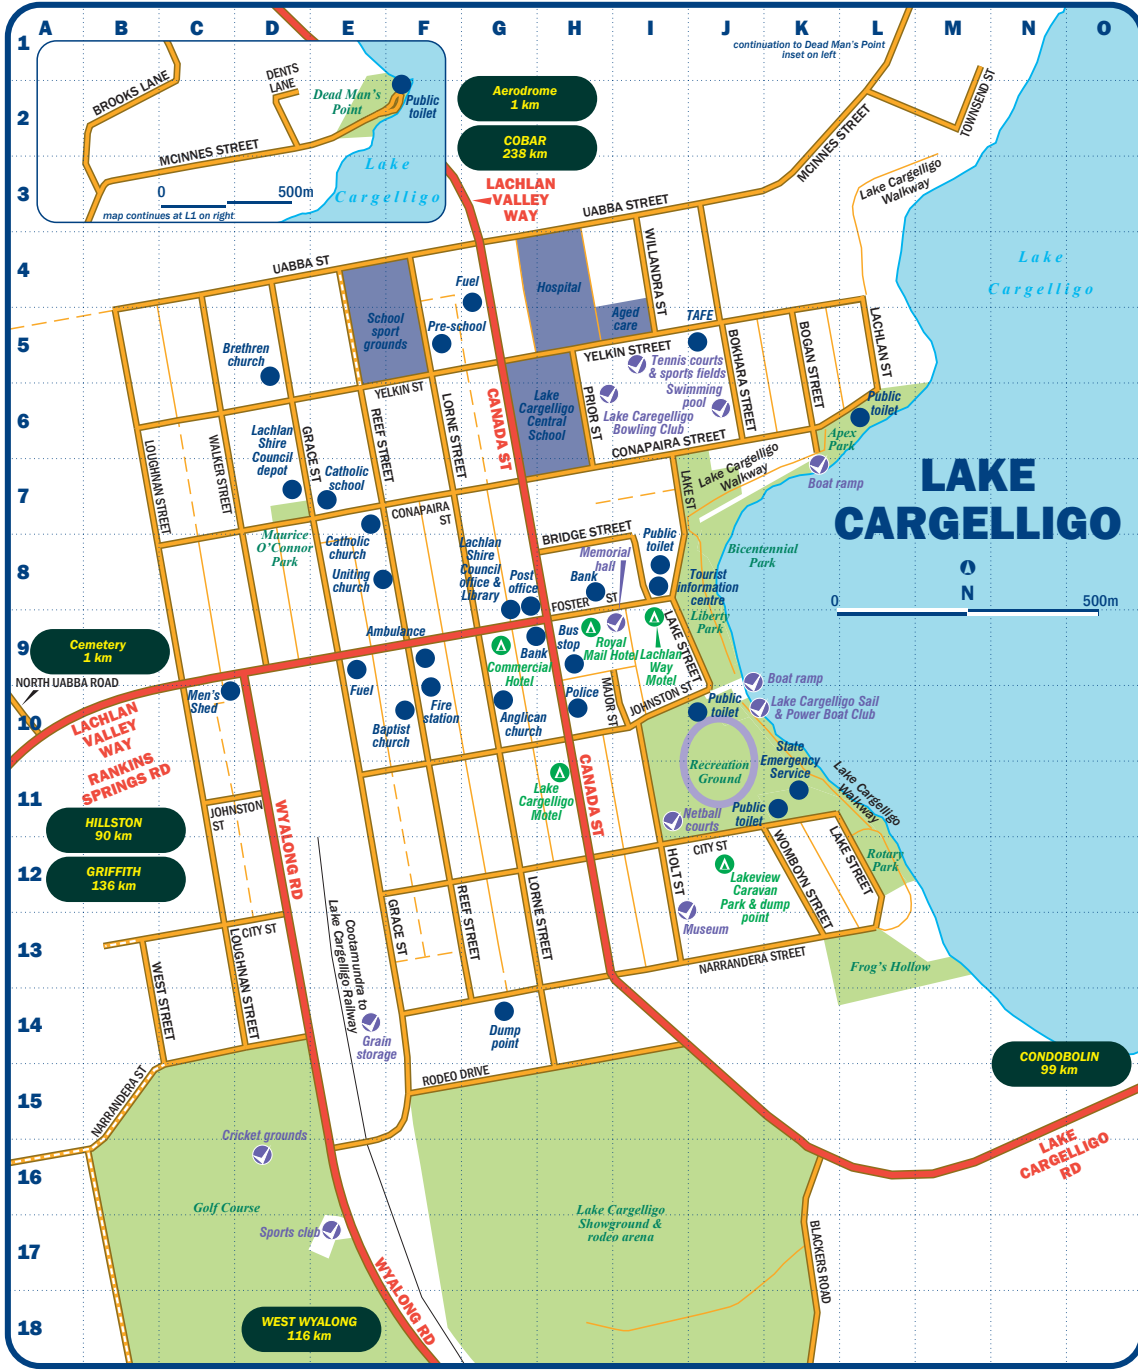 A B C D E F G H I J K L M N O
1
2
3
4
5
6
7
8
9
10
11
12
13
14
15
16
17
18
BROOKS LANE
DENTS
LANE
Dead Man's
Point
Public
toilet
MCINNES STREET
Lake
Cargelligo
0 500m
map continues at L1 on right
Aerodrome
1 km
COBAR
238 km
LACHLAN
VALLEY
WAY
continuation to Dead Man's Point
inset on left
MCINNES STREET
TOWNSEND ST
Lake Cargelligo
Walkway
UABBA STREET
UABBA ST
WILLANDRA ST
Lake
Cargelligo
Fuel
Hospital
Aged
care
School
sport
grounds
Pre-school
TAFE
YELKIN STREET
Tennis courts
& sports fields
Swimming
pool
BOKHARA STREET
BOGAN STREET
LACHLAN ST
Brethren
church
YELKIN ST
CANADA ST
Lake
Cargelligo
Central
School
PRIOR ST
Lake Caregelligo
Bowling Club
CONAPAIRA STREET
Public
toilet
Apex
Park
Boat ramp
Lake Cargelligo
Walkway
LAKE
CARGELLIGO
N
0 500m
LOUGHNAN STREET
WALKER STREET
Lachlan
Shire
Council
depot
GRACE ST
REEF STREET
LORNE STREET
Catholic
school
CONAPAIRA
ST
LAKE ST
Maurice
O'Connor
Park
Catholic
church
Uniting
church
Lachlan
Shire
Council
office &
Library
Post
office
BRIDGE STREET
Memorial
hall
Bank
FOSTER ST
Public
toilet
Tourist
information
centre
Bicentennial
Park
Liberty
Park
LAKE STREET
Cemetery
1 km
NORTH UABBA ROAD
Ambulance
Commercial
Hotel
Bank
Bus
stop
Royal
Mail Hotel
Lachlan
Way
Motel
Boat ramp
Lake Cargelligo Sail
& Power Boat Club
Men's
Shed
Fuel
Baptist
church
Fire
station
Anglican
church
Police
MAJOR ST
JOHNSTON ST
Public
toilet
LACHLAN
VALLEY
WAY
RANKINS
SPRINGS RD
Recreation
Ground
State
Emergency
Service
Lake Cargelligo
Walkway
HILLSTON
90 km
GRIFFITH
136 km
JOHNSTON
ST
WYALONG RD
Lake
Cargelligo
Motel
CANADA ST
Netball
courts
Public
toilet
CITY ST
HOLT ST
WOMBOYN STREET
LAKE STREET
Rotary
Park
Lakeview
Caravan
Park & dump
point
Museum
NARRANDERA STREET
Frog's Hollow
CITY ST
WEST STREET
LOUGHNAN STREET
Cootamundra to
Lake Cargelligo Railway
GRACE ST
REEF STREET
LORNE STREET
Grain
storage
Dump
point
RODEO DRIVE
CONDOBOLIN
99 km
NARRANDERA ST
Cricket grounds
Golf Course
Sports club
Lake Cargelligo
Showground &
rodeo arena
LAKE
CARGELLIGO
RD
BLACKERS ROAD
WYALONG RD
WEST WYALONG
116 km